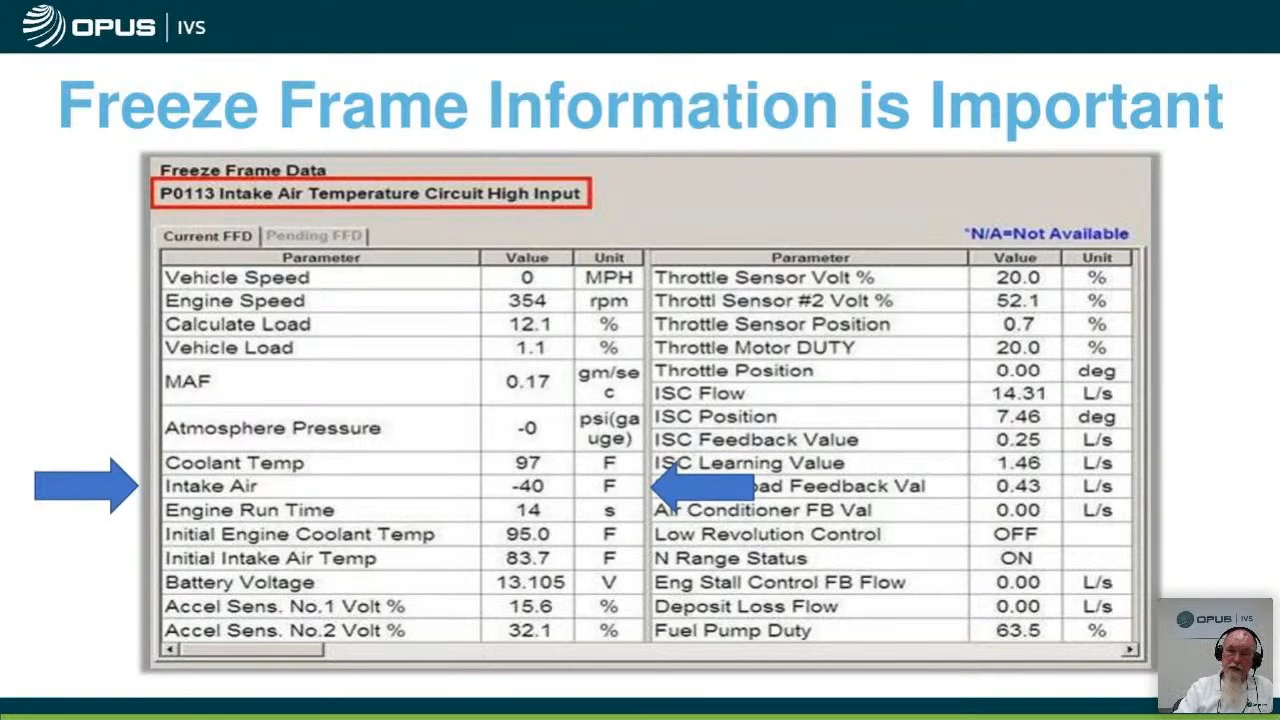 OPUS | IVS
Freeze Frame Information is Important
Freeze Frame Data
P0113 Intake Air Temperature Circuit High Input
Current FFD Pending FFD
*N/A=Not Available
Parameter Value Unit Parameter Value Unit
Vehicle Speed 0 MPH Throttle Sensor Volt % 20.0 %
Engine Speed 354 rpm Throttl Sensor #2 Volt % 52.1 %
Calculate Load 12.1 % Throttle Sensor Position 0.7 %
Vehicle Load 1.1 % Throttle Motor DUTY 20.0 %
MAF 0.17 gm/se
c
Throttle Position 0.00 deg
ISC Flow 14.31 L/s
Atmosphere Pressure -0 psi(ga
uge)
ISC Position 7.46 deg
ISC Feedback Value 0.25 L/s
Coolant Temp 97 F ISC Learning Value 1.46 L/s
Intake Air -40 F Feedback Val 0.43 L/s
Engine Run Time 14 s Air Conditioner FB Val 0.00 L/s
Initial Engine Coolant Temp 95.0 F Low Revolution Control OFF
Initial Intake Air Temp 83.7 F N Range Status ON
Battery Voltage 13.105 V Eng Stall Control FB Flow 0.00 L/s
Accel Sens. No.1 Volt % 15.6 % Deposit Loss Flow 0.00 L/s
Accel Sens. No.2 Volt % 32.1 % Fuel Pump Duty 63.5 %
OPUS | IVS